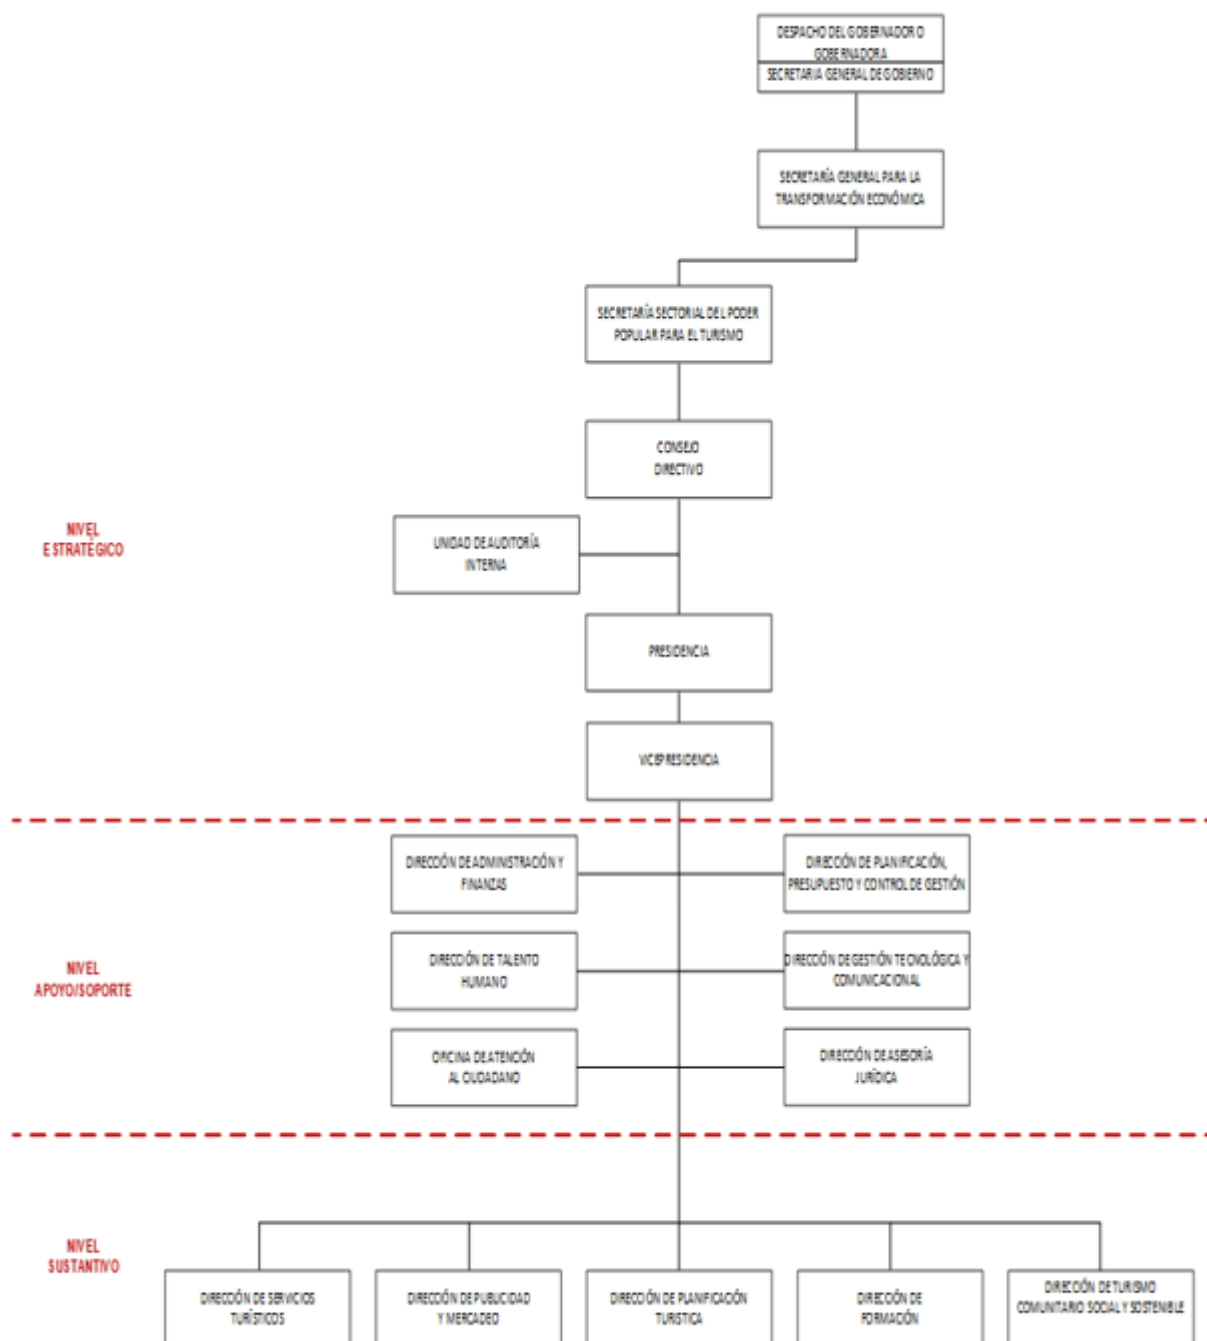 DESPACHO DEL GOBERNADOR O
GOBERNADORA
SECRETARIA GENERAL DE GOBIERNO
SECRETARÍA GENERAL PARA LA
TRANSFORMACIÓN ECONÓMICA
SECRETARÍA SECTORIAL DEL PODER
POPULAR PARA EL TURISMO
CONSEJO
DIRECTIVO
NIVEL
ESTRATÉGICO
UNIDAD DE AUDITORÍA
INTERNA
PRESIDENCIA
VICEPRESIDENCIA
DIRECCIÓN DE ADMINISTRACIÓN Y
FINANZAS
DIRECCIÓN DE PLANIFICACIÓN,
PRESUPUESTO Y CONTROL DE GESTIÓN
NIVEL
APOYO/SOPORTE
DIRECCIÓN DE TALENTO
HUMANO
DIRECCIÓN DE GESTIÓN TECNOLÓGICA Y
COMUNICACIONAL
OFICINA DE ATENCIÓN
AL CIUDADANO
DIRECCIÓN DE ASESORÍA
JURÍDICA
NIVEL
SUSTANTIVO
DIRECCIÓN DE SERVICIOS
TURÍSTICOS
DIRECCIÓN DE PUBLICIDAD
Y MERCADEO
DIRECCIÓN DE PLANIFICACIÓN
TURISTICA
DIRECCIÓN DE
FORMACIÓN
DIRECCIÓN DE TURISMO
COMUNITARIO SOCIAL Y SOSTENIBLE